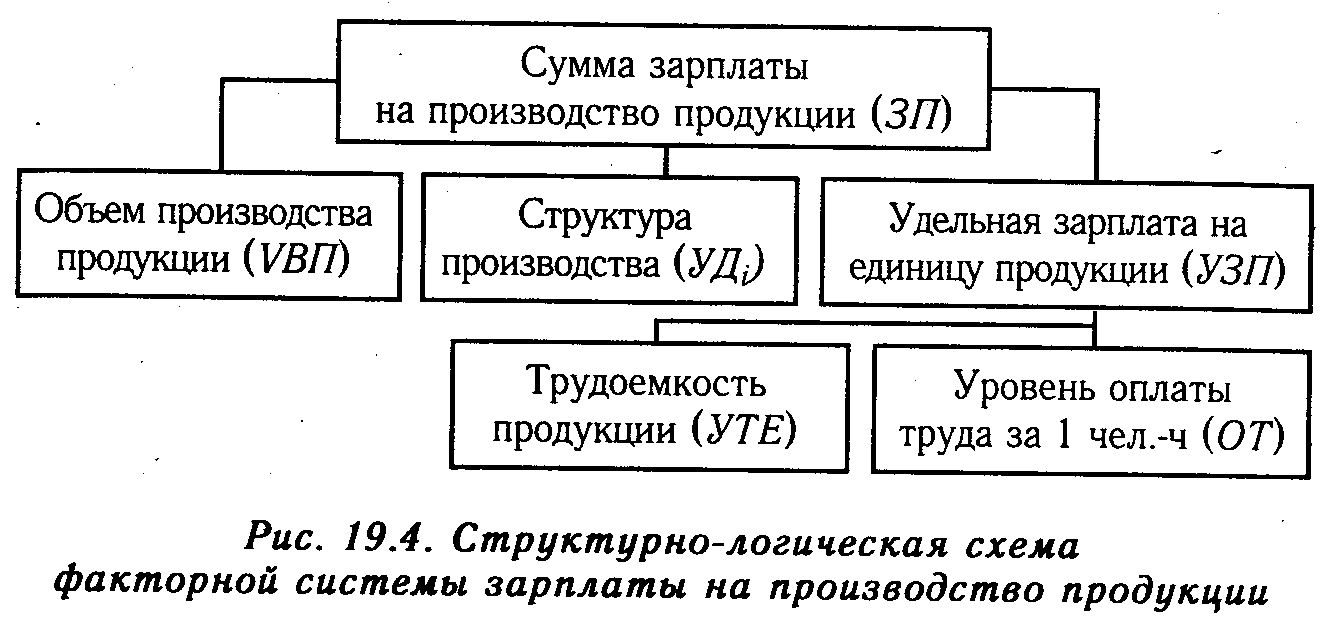 Сумма зарплаты
на производство продукции (ЗП)
Объем производства
продукции (VВП)
Структура
производства (УДi)
Удельная зарплата на
единицу продукции (УЗП)
Трудоемкость
продукции (УТЕ)
Уровень оплаты
труда за 1 чел.-ч (ОТ)
Рис. 19.4. Структурно-логическая схема
факторной системы зарплаты на производство продукции